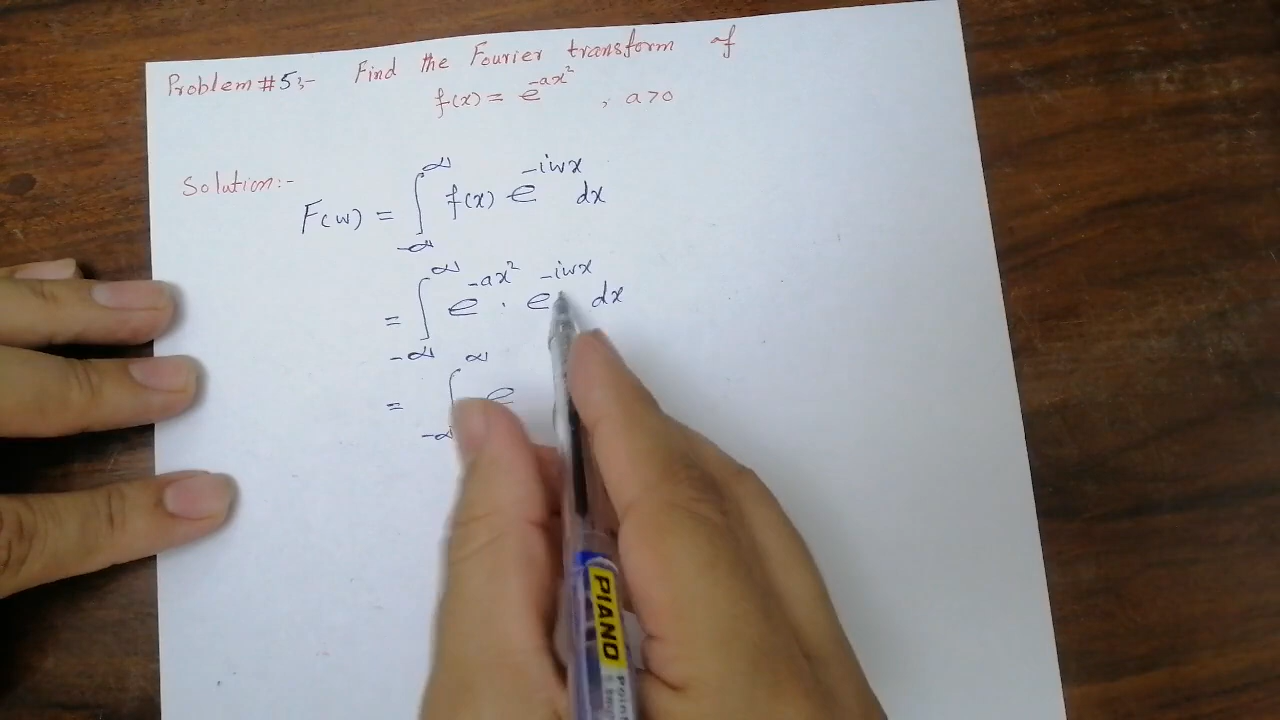 Problem #5:- Find the Fourier transform of
f(x) = e^{-ax^2} , a>0
Solution:-
F(w) = ∫_{-∞}^{∞} f(x) e^{-iwx} dx
= ∫_{-∞}^{∞} e^{-ax^2} . e^{-iwx} dx
= ∫_{-∞}^{∞} e
PIANO